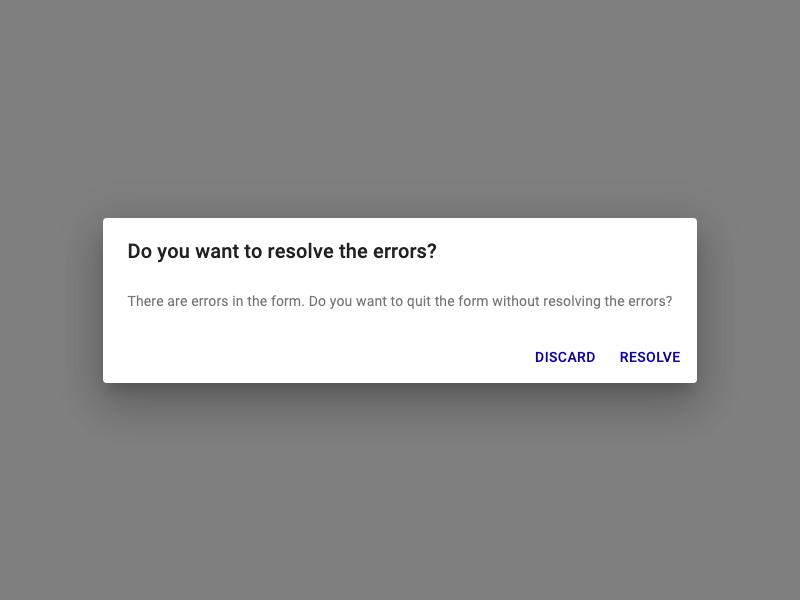 Do you want to resolve the errors?
There are errors in the form. Do you want to quit the form without resolving the errors?
DISCARD RESOLVE